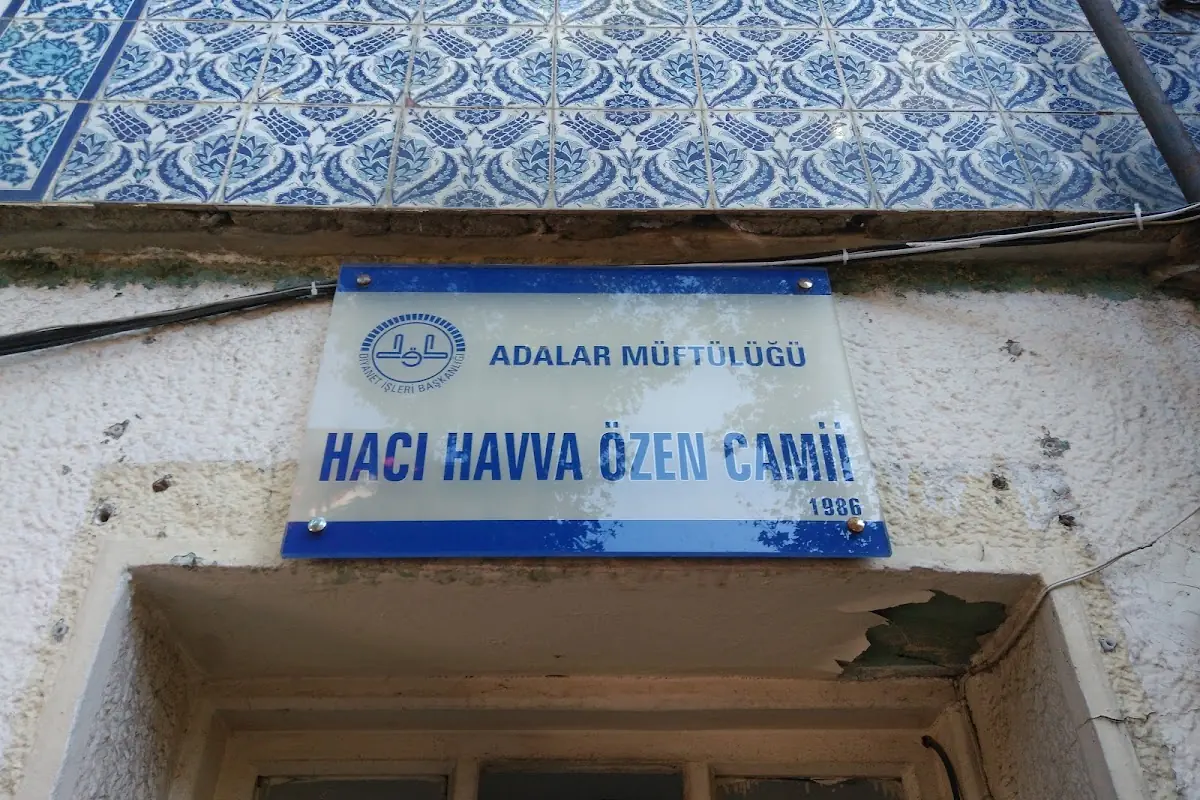 ADALAR MÜFTÜLÜĞÜ
DİYANET İŞLERİ BAŞKANLIĞI
HACI HAVVA ÖZEN CAMİİ
1986